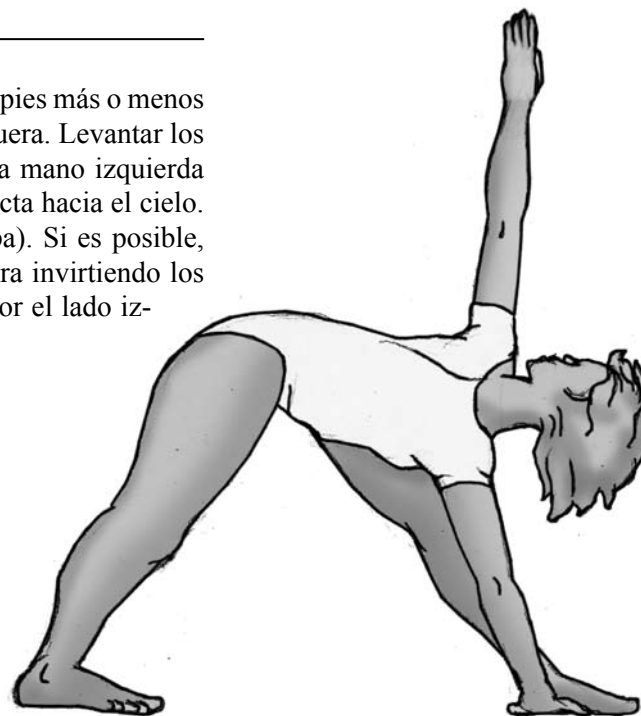 pies más o menos
uera. Levantar los
a mano izquierda
cta hacia el cielo.
ba). Si es posible,
ra invirtiendo los
or el lado iz-